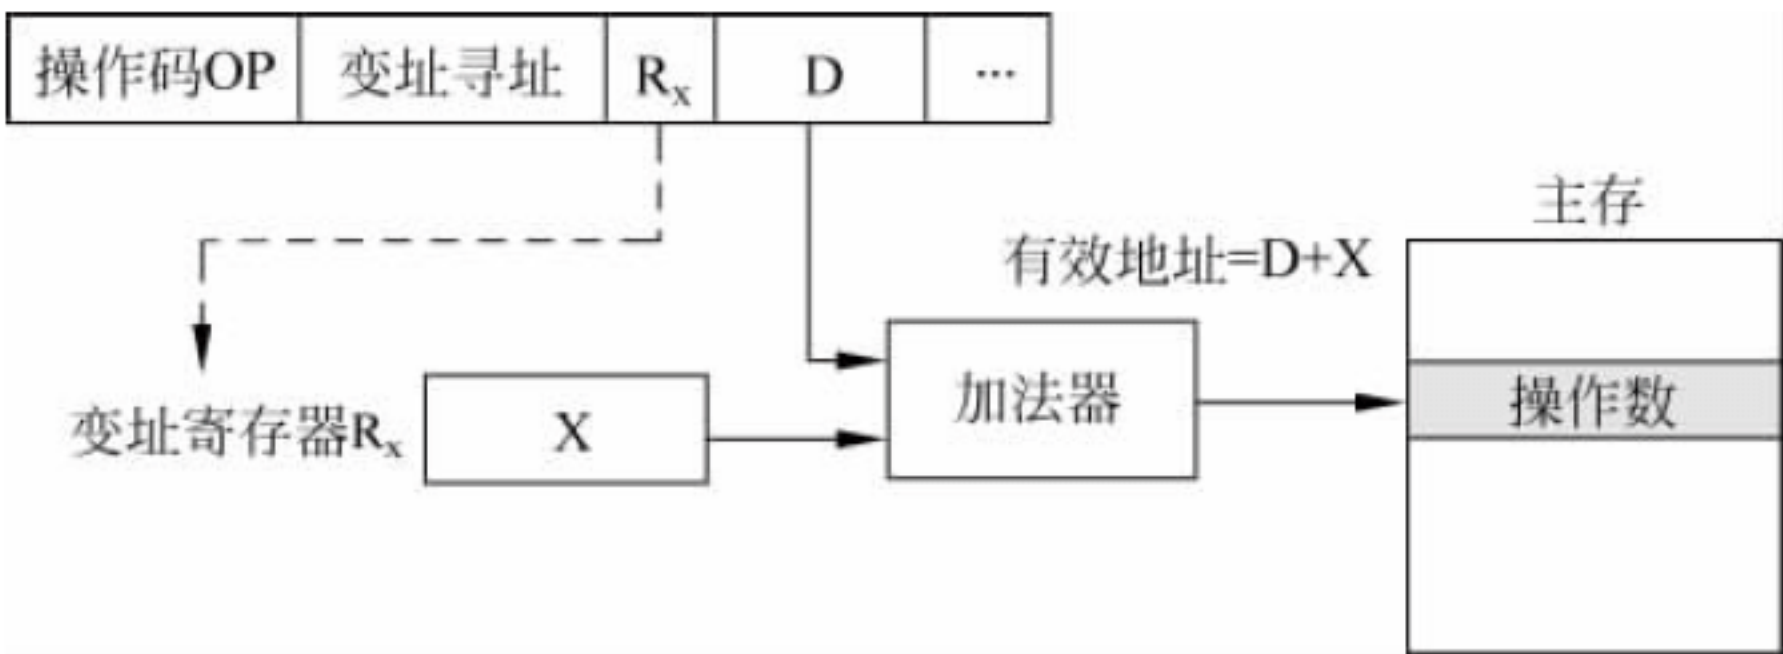 操作码OP 变址寻址 Rx D ...
主存
有效地址=D+X
加法器
操作数
变址寄存器Rx X